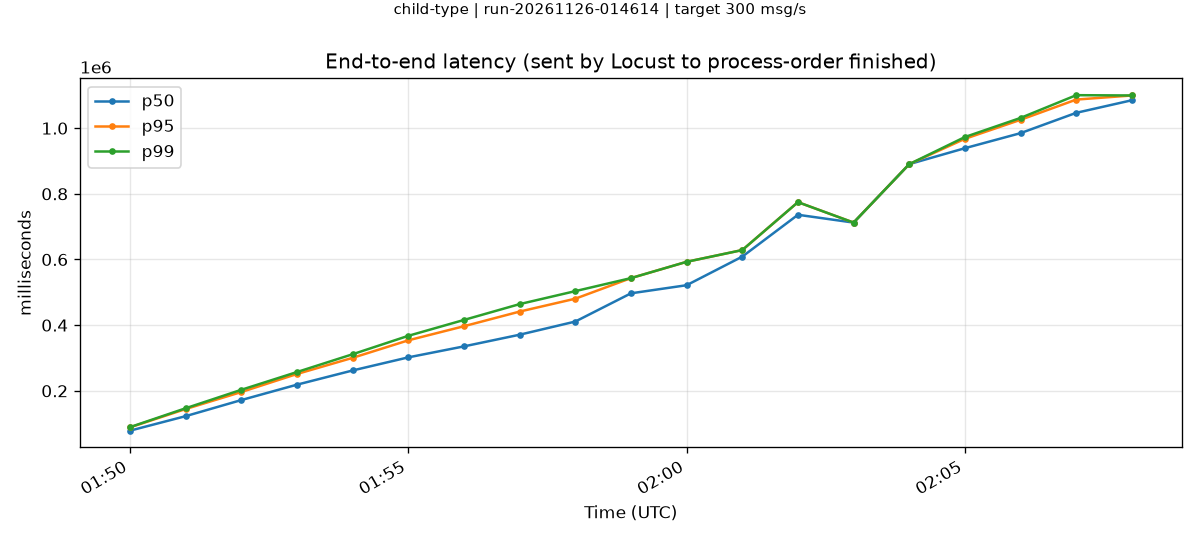 child-type | run-20261126-014614 | target 300 msg/s
End-to-end latency (sent by Locust to process-order finished)
1e6
p50
p95
p99
1.0
0.8
0.6
0.4
0.2
milliseconds
01:50
01:55
02:00
02:05
Time (UTC)